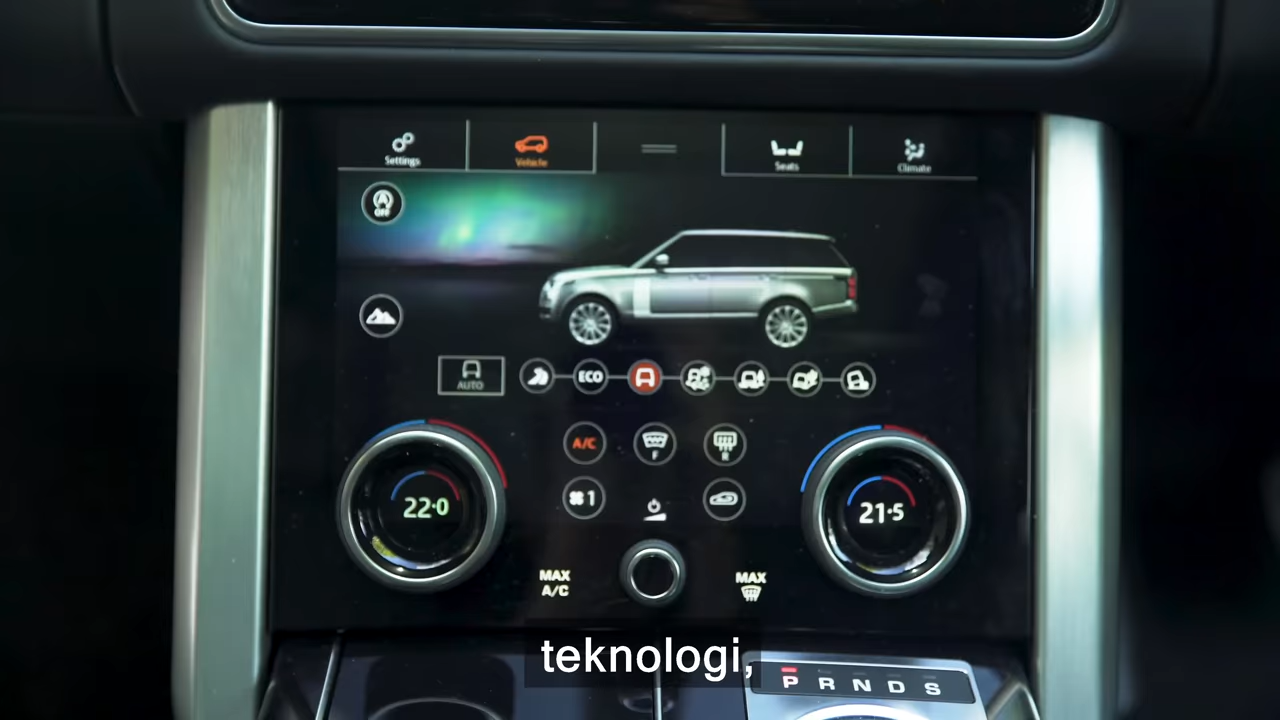 Settings
Vehicle
Seats
Climate
OFF
AUTO
ECO
A/C
F
R
1
22·0
21·5
MAX
A/C
MAX
teknologi,
P R N D S